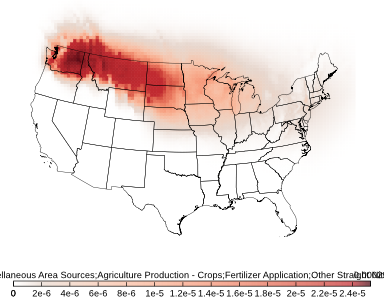 ellaneous Area Sources;Agriculture Production - Crops;Fertilizer Application;Other Straight
0 2e-6 4e-6 6e-6 8e-6 1e-5 1.2e-5 1.4e-5 1.6e-5 1.8e-5 2e-5 2.2e-5 2.4e-5